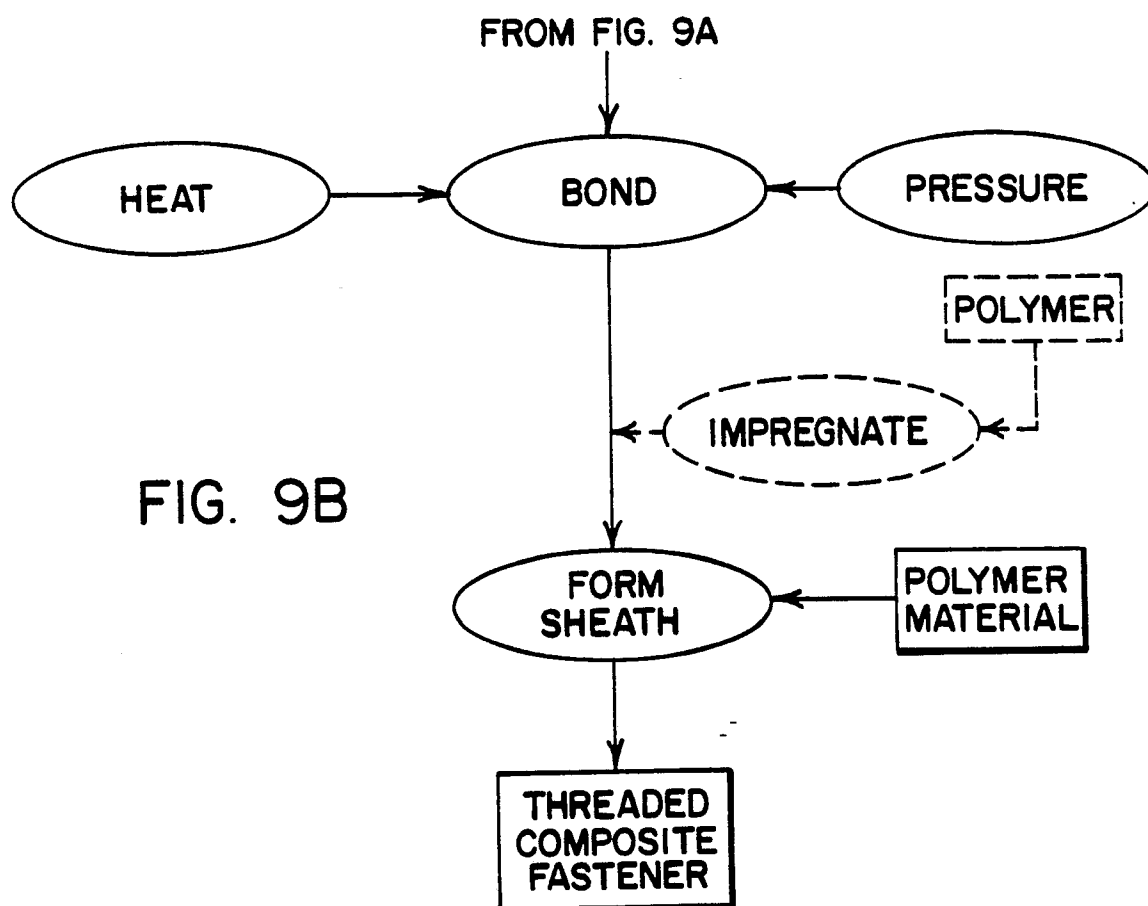 FROM FIG. 9A
HEAT
BOND
PRESSURE
POLYMER
IMPREGNATE
FIG. 9B
FORM
SHEATH
POLYMER
MATERIAL
THREADED
COMPOSITE
FASTENER